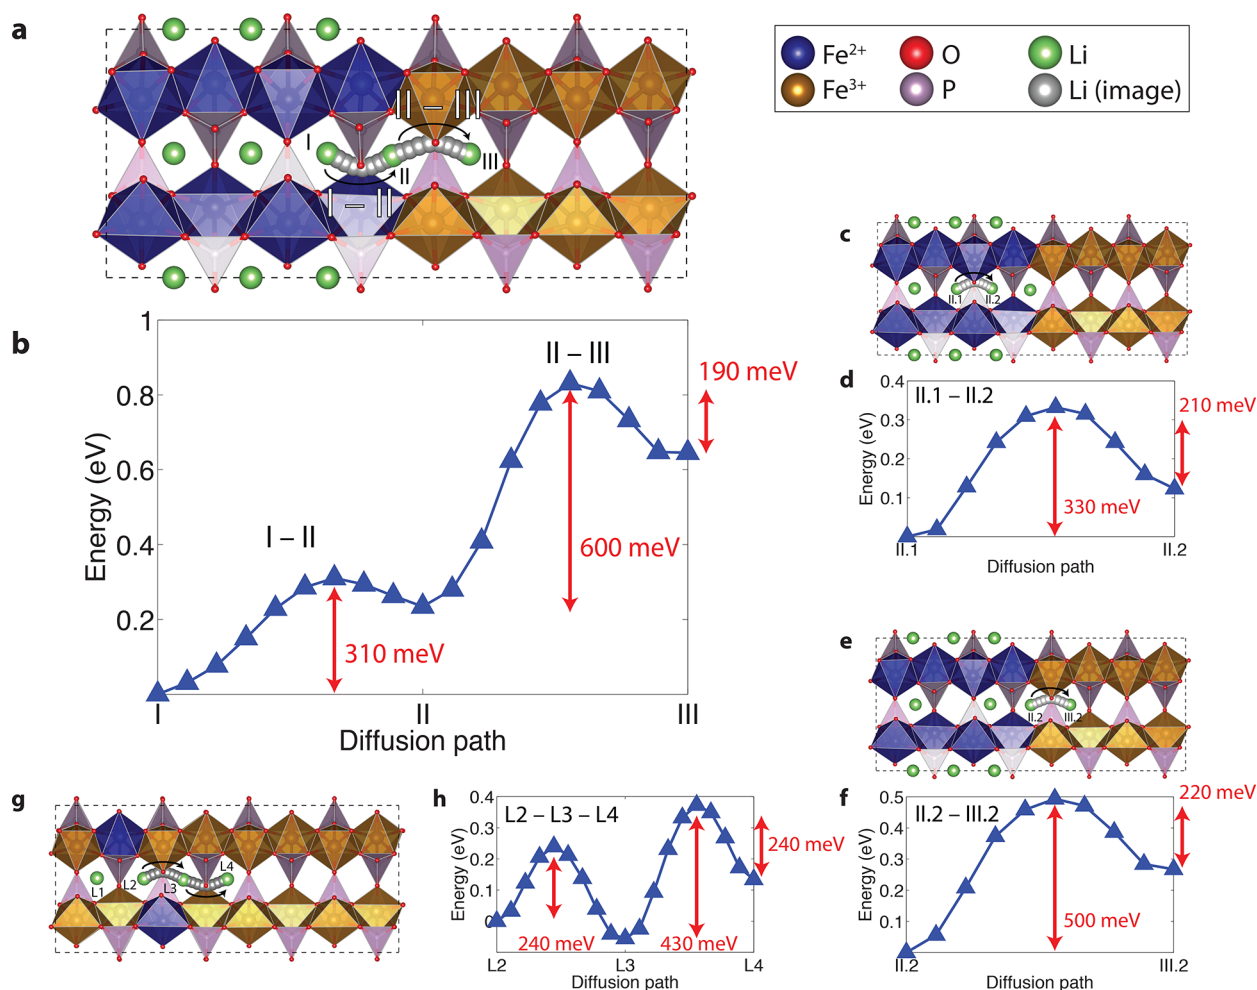 a
Fe2+
O
Li
Fe3+
P
Li (image)
II – III
I
II
III
I – II
b
1
0.8
0.6
0.4
0.2
Energy (eV)
I – II
II – III
310 meV
600 meV
190 meV
I
II
III
Diffusion path
c
II.1
II.2
d
II.1 – II.2
0.4
0.3
0.2
0.1
Energy (eV)
330 meV
210 meV
II.1
II.2
Diffusion path
e
II.2
III.2
f
II.2 – III.2
0.5
0.4
0.3
0.2
0.1
0
Energy (eV)
500 meV
220 meV
II.2
III.2
Diffusion path
g
L1
L2
L3
L4
h
L2 – L3 – L4
0.4
0.3
0.2
0.1
0
Energy (eV)
240 meV
430 meV
240 meV
L2
L3
L4
Diffusion path